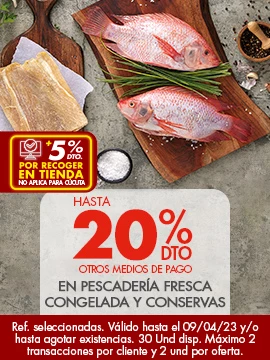 +5%
DTO.
POR RECOGER
EN TIENDA
NO APLICA PARA CÚCUTA
HASTA
20%
DTO
OTROS MEDIOS DE PAGO
EN PESCADERÍA FRESCA
CONGELADA Y CONSERVAS
Ref. seleccionadas. Válido hasta el 09/04/23 y/o
hasta agotar existencias. 30 Und disp. Máximo 2
transacciones por cliente y 2 und por oferta.